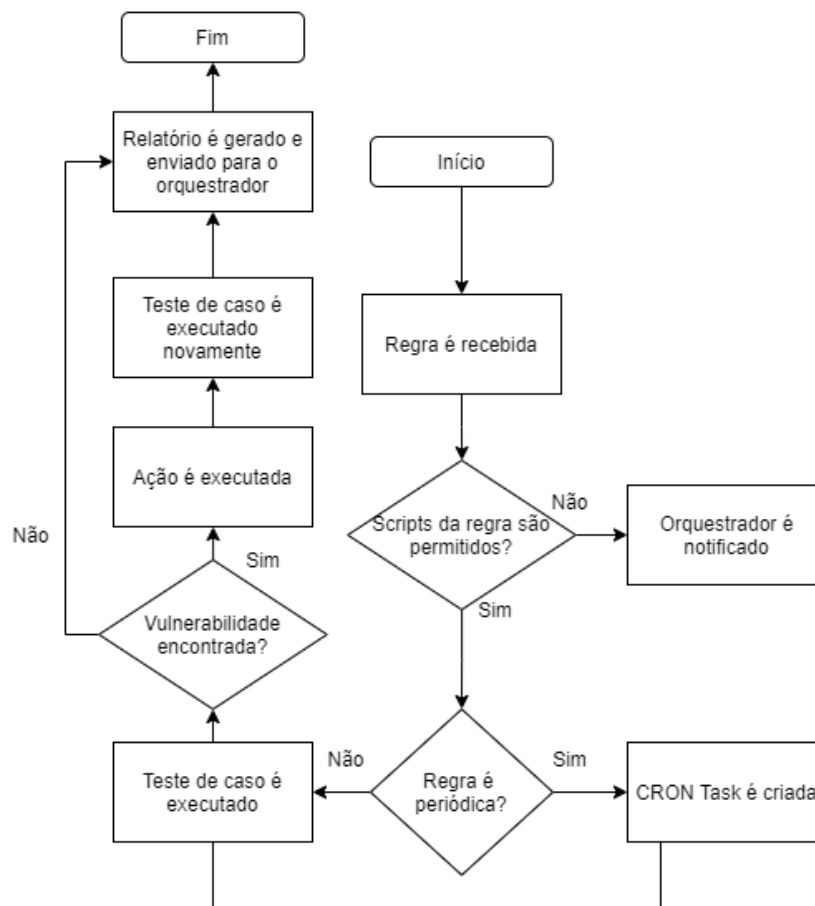 Fim
Relatório é gerado e
enviado para o
orquestrador
Início
Teste de caso é
executado
novamente
Regra é recebida
Ação é executada
Não
Scripts da regra são
permitidos?
Não
Orquestrador é
notificado
Sim
Sim
Vulnerabilidade
encontrada?
Teste de caso é
executado
Não
Regra é
periódica?
Sim
CRON Task é criada